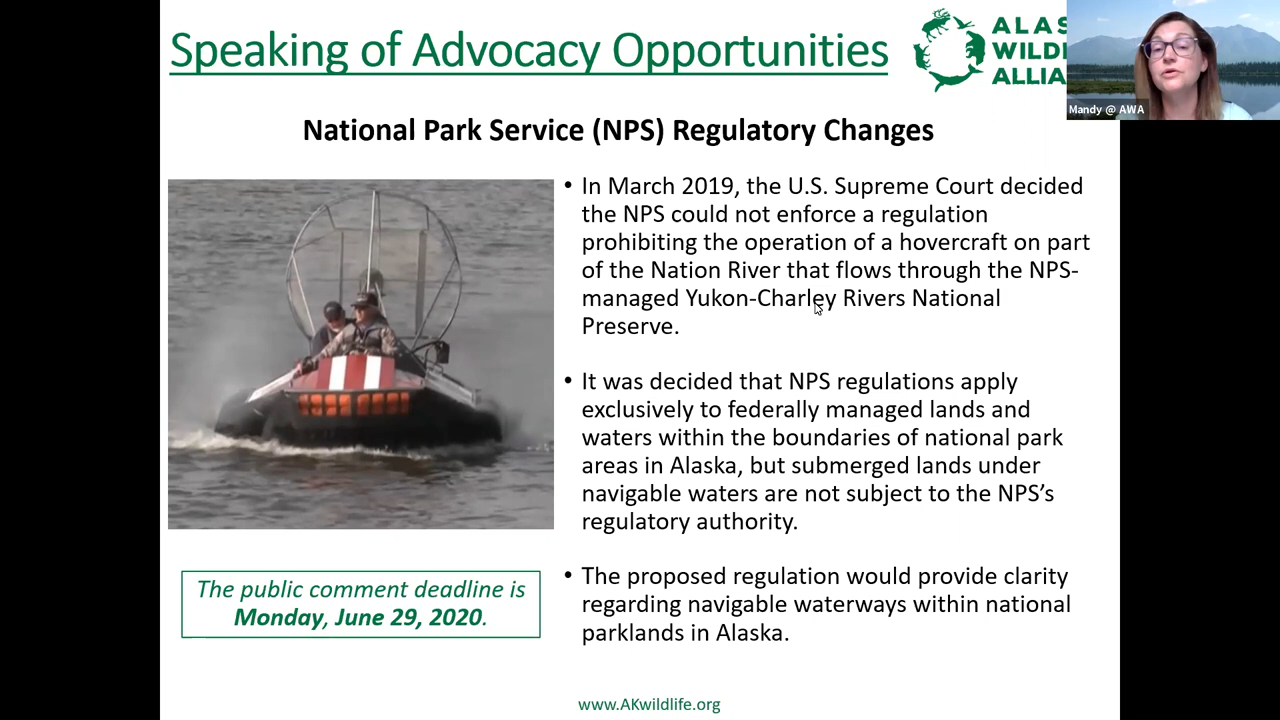 Speaking of Advocacy Opportunities
ALAS
WILDL
ALLIA
Mandy @ AWA
National Park Service (NPS) Regulatory Changes
• In March 2019, the U.S. Supreme Court decided
the NPS could not enforce a regulation
prohibiting the operation of a hovercraft on part
of the Nation River that flows through the NPS-
managed Yukon-Charley Rivers National
Preserve.
• It was decided that NPS regulations apply
exclusively to federally managed lands and
waters within the boundaries of national park
areas in Alaska, but submerged lands under
navigable waters are not subject to the NPS’s
regulatory authority.
• The proposed regulation would provide clarity
regarding navigable waterways within national
parklands in Alaska.
The public comment deadline is
Monday, June 29, 2020.
www.AKwildlife.org